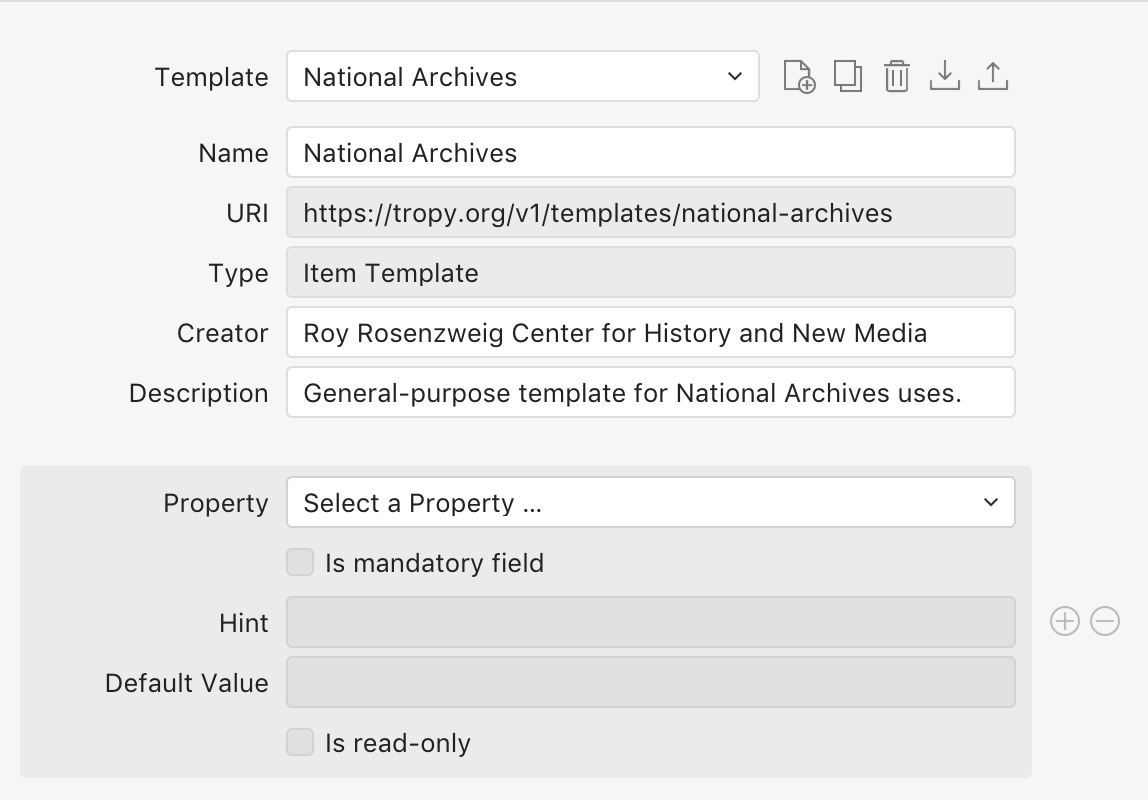 Template National Archives
Name National Archives
URI https://tropy.org/v1/templates/national-archives
Type Item Template
Creator Roy Rosenzweig Center for History and New Media
Description General-purpose template for National Archives uses.
Property Select a Property ...
Is mandatory field
Hint
Default Value
Is read-only